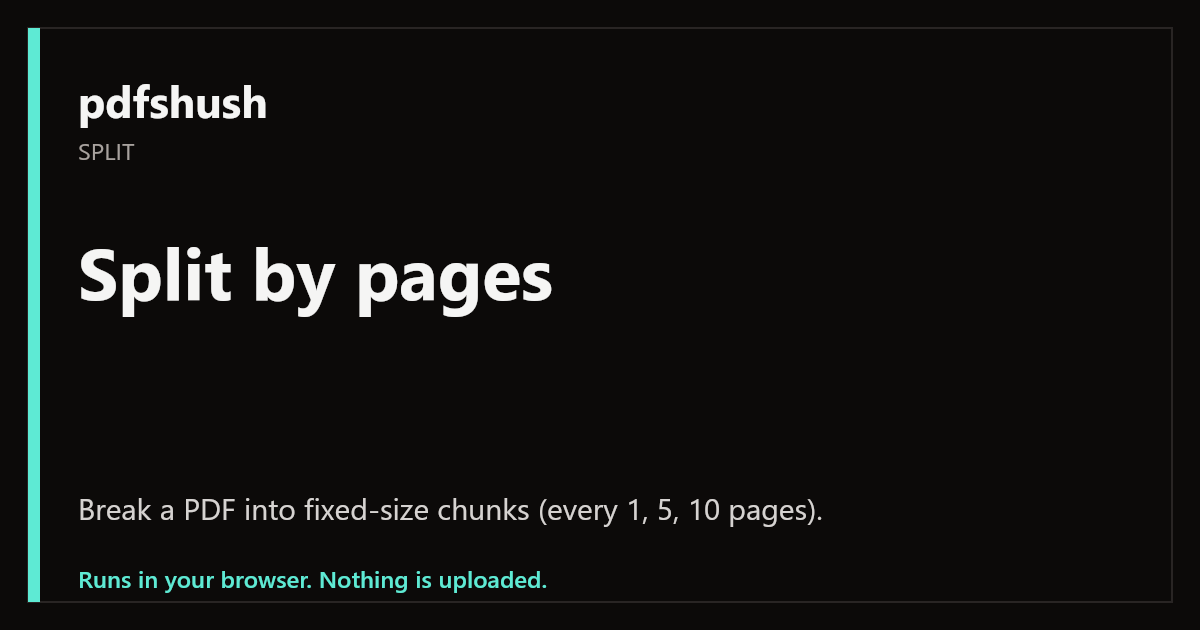 pdfshush
SPLIT
Split by pages
Break a PDF into fixed-size chunks (every 1, 5, 10 pages).
Runs in your browser. Nothing is uploaded.